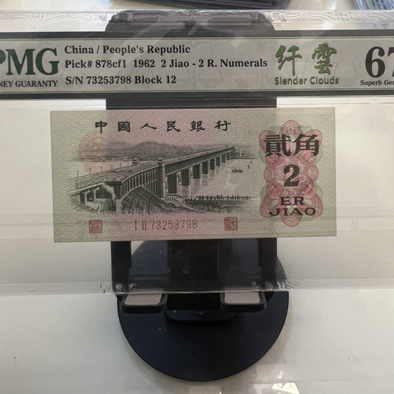 PMG
NEY GUARANTY
China / People's Republic
Pick# 878cf1 1962 2 Jiao - 2 R. Numerals
S/N 73253798 Block 12
纤雲
Slender Clouds
67
Superb Ge
中國人民銀行
貳角
2
ER
JIAO
I II 73253798